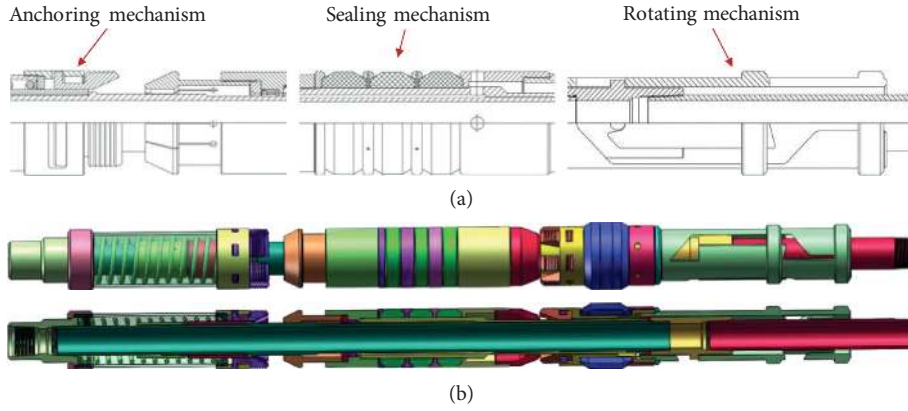 Anchoring mechanism
Sealing mechanism
Rotating mechanism
(a)
(b)